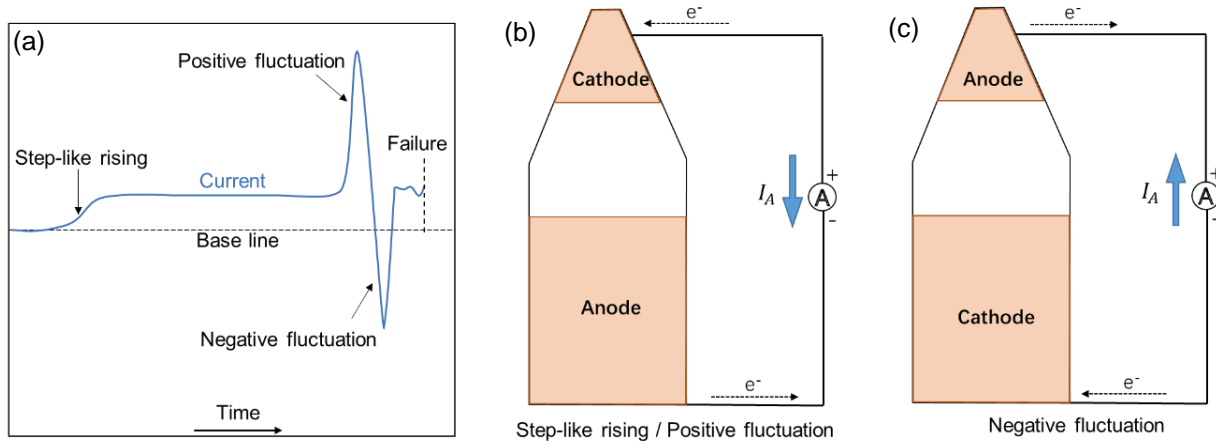 (a)
Positive fluctuation
Failure
Step-like rising
Current
Base line
Negative fluctuation
Time
(b)
e-
Cathode
I_A
+
A
-
Anode
e-
Step-like rising / Positive fluctuation
(c)
e-
Anode
I_A
+
A
-
Cathode
e-
Negative fluctuation